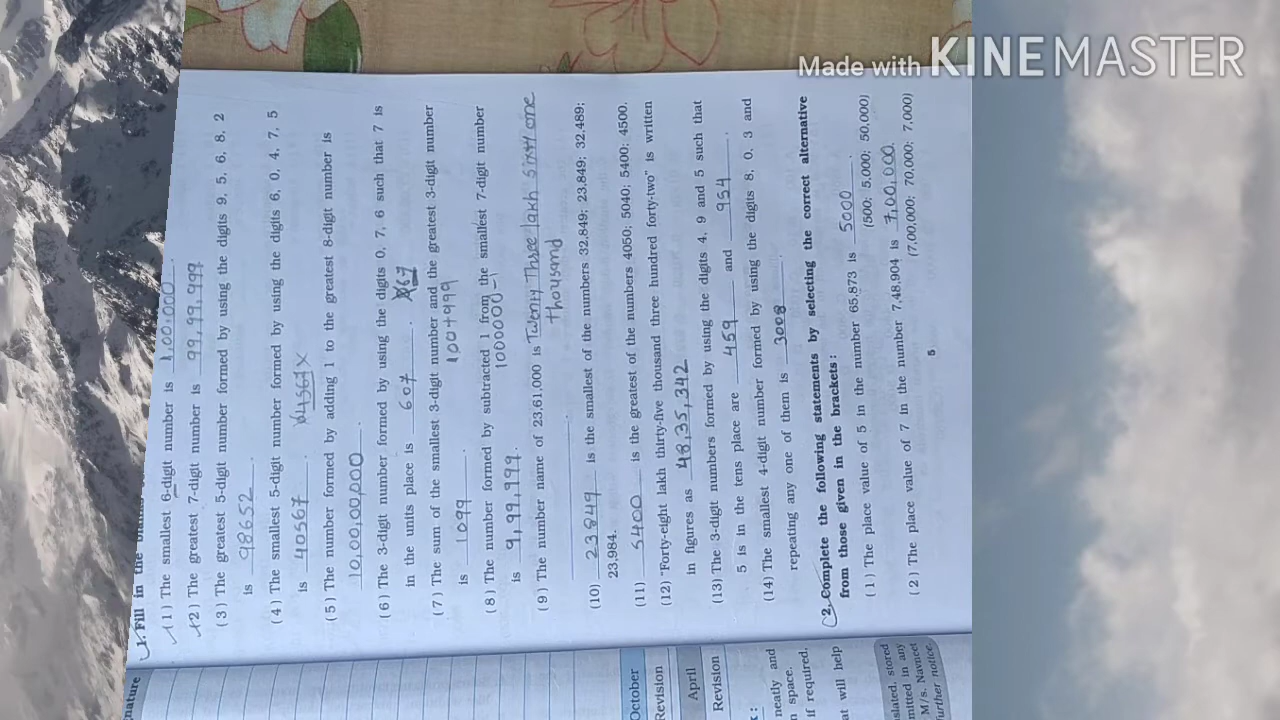 Made with KINEMASTER
nature
1. Fill in the
(1) The smallest 6-digit number is 1,00,000.
(2) The greatest 7-digit number is 99,99,999
(3) The greatest 5-digit number formed by using the digits 9, 5, 6, 8, 2
is 98652.
(4) The smallest 5-digit number formed by using the digits 6, 0, 4, 7, 5
is 40567.
(5) The number formed by adding 1 to the greatest 8-digit number is
10,00,00,000.
(6) The 3-digit number formed by using the digits 0, 7, 6 such that 7 is
in the units place is 607.
(7) The sum of the smallest 3-digit number and the greatest 3-digit number
is 1099. 100+999
(8) The number formed by subtracted 1 from the smallest 7-digit number
is 9,99,999. 1000000-1
(9) The number name of 23,61,000 is Twenty Three lakh sixty one
thousand.
(10) 23849 is the smallest of the numbers 32,849; 23,849; 32,489;
23,984.
(11) 5400 is the greatest of the numbers 4050; 5040; 5400; 4500.
(12) "Forty-eight lakh thirty-five thousand three hundred forty-two" is written
in figures as 48,35,342
(13) The 3-digit numbers formed by using the digits 4, 9 and 5 such that
5 is in the tens place are 459 and 954.
(14) The smallest 4-digit number formed by using the digits 8, 0, 3 and
repeating any one of them is 3008.
2. Complete the following statements by selecting the correct alternative
from those given in the brackets :
(1) The place value of 5 in the number 65,873 is 5000.
(500; 5,000; 50,000)
(2) The place value of 7 in the number 7,48,904 is 7,00,000.
(7,00,000; 70,000; 7,000)
5
October
Revision
April
Revision
neatly and
space.
if required.
at will help
slated, stored
mitted in any
M/s. Navneet
further notice.